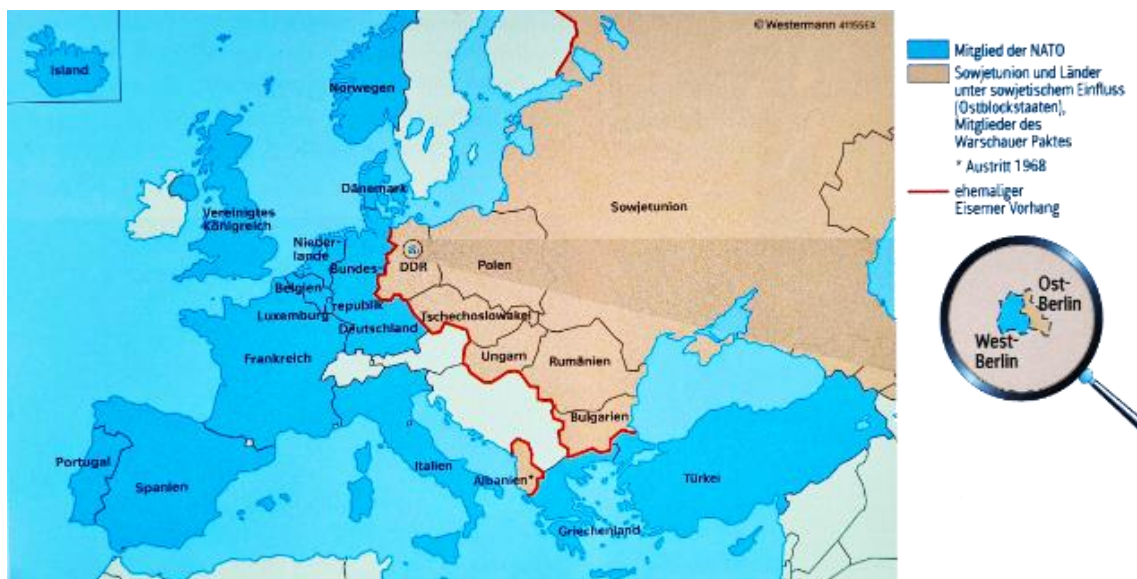 © Westermann 41155EX
Island
Norwegen
Dänemark
Vereinigtes
Königreich
Nieder-
lande
Belgien
Luxemburg
Bundes-
republik
Deutschland
DDR
Polen
Sowjetunion
Tschechoslowakei
Ungarn
Rumänien
Bulgarien
Frankreich
Portugal
Spanien
Italien
Albanien*
Griechenland
Türkei
Mitglied der NATO
Sowjetunion und Länder
unter sowjetischem Einfluss
(Ostblockstaaten),
Mitglieder des
Warschauer Paktes
* Austritt 1968
ehemaliger
Eiserner Vorhang
Ost-
Berlin
West-
Berlin